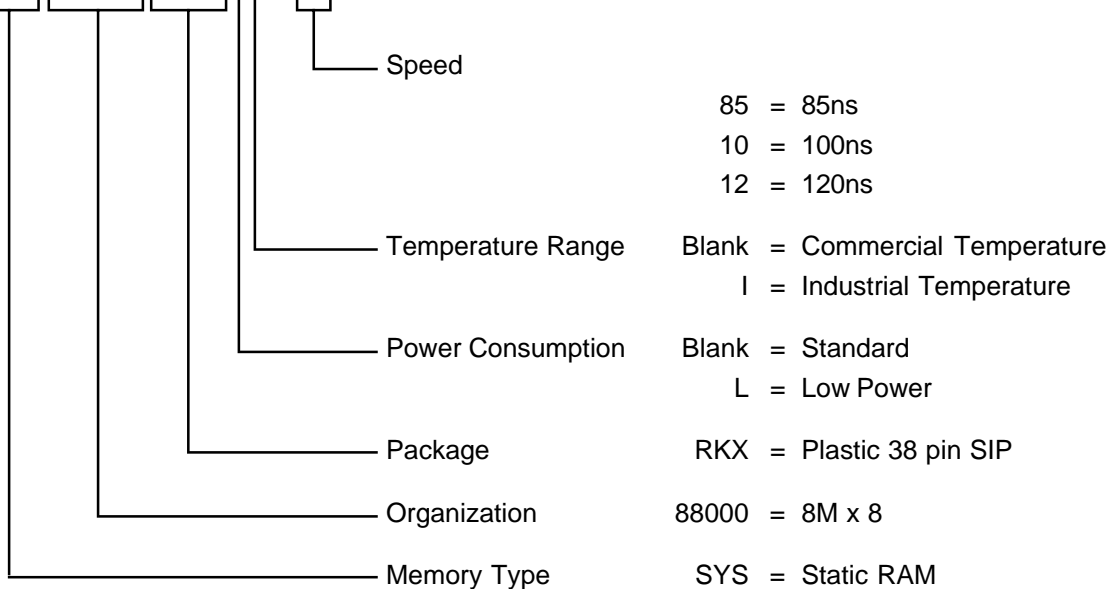 Speed
85 = 85ns
10 = 100ns
12 = 120ns
Temperature Range Blank = Commercial Temperature
I = Industrial Temperature
Power Consumption Blank = Standard
L = Low Power
Package RKX = Plastic 38 pin SIP
Organization 88000 = 8M x 8
Memory Type SYS = Static RAM